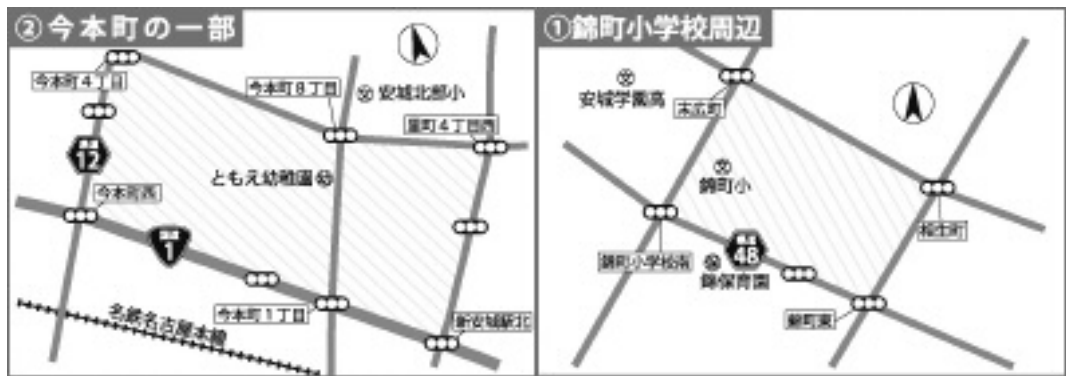 ②今本町の一部
今本町4丁目
今本町8丁目
安城北部小
里町4丁目西
12
ともえ幼稚園
今本町西
1
今本町1丁目
新安城駅北
名鉄名古屋本線
①錦町小学校周辺
安城学園高
末広町
錦町小
相生町
錦町小学校南
48
錦保育園
錦町東